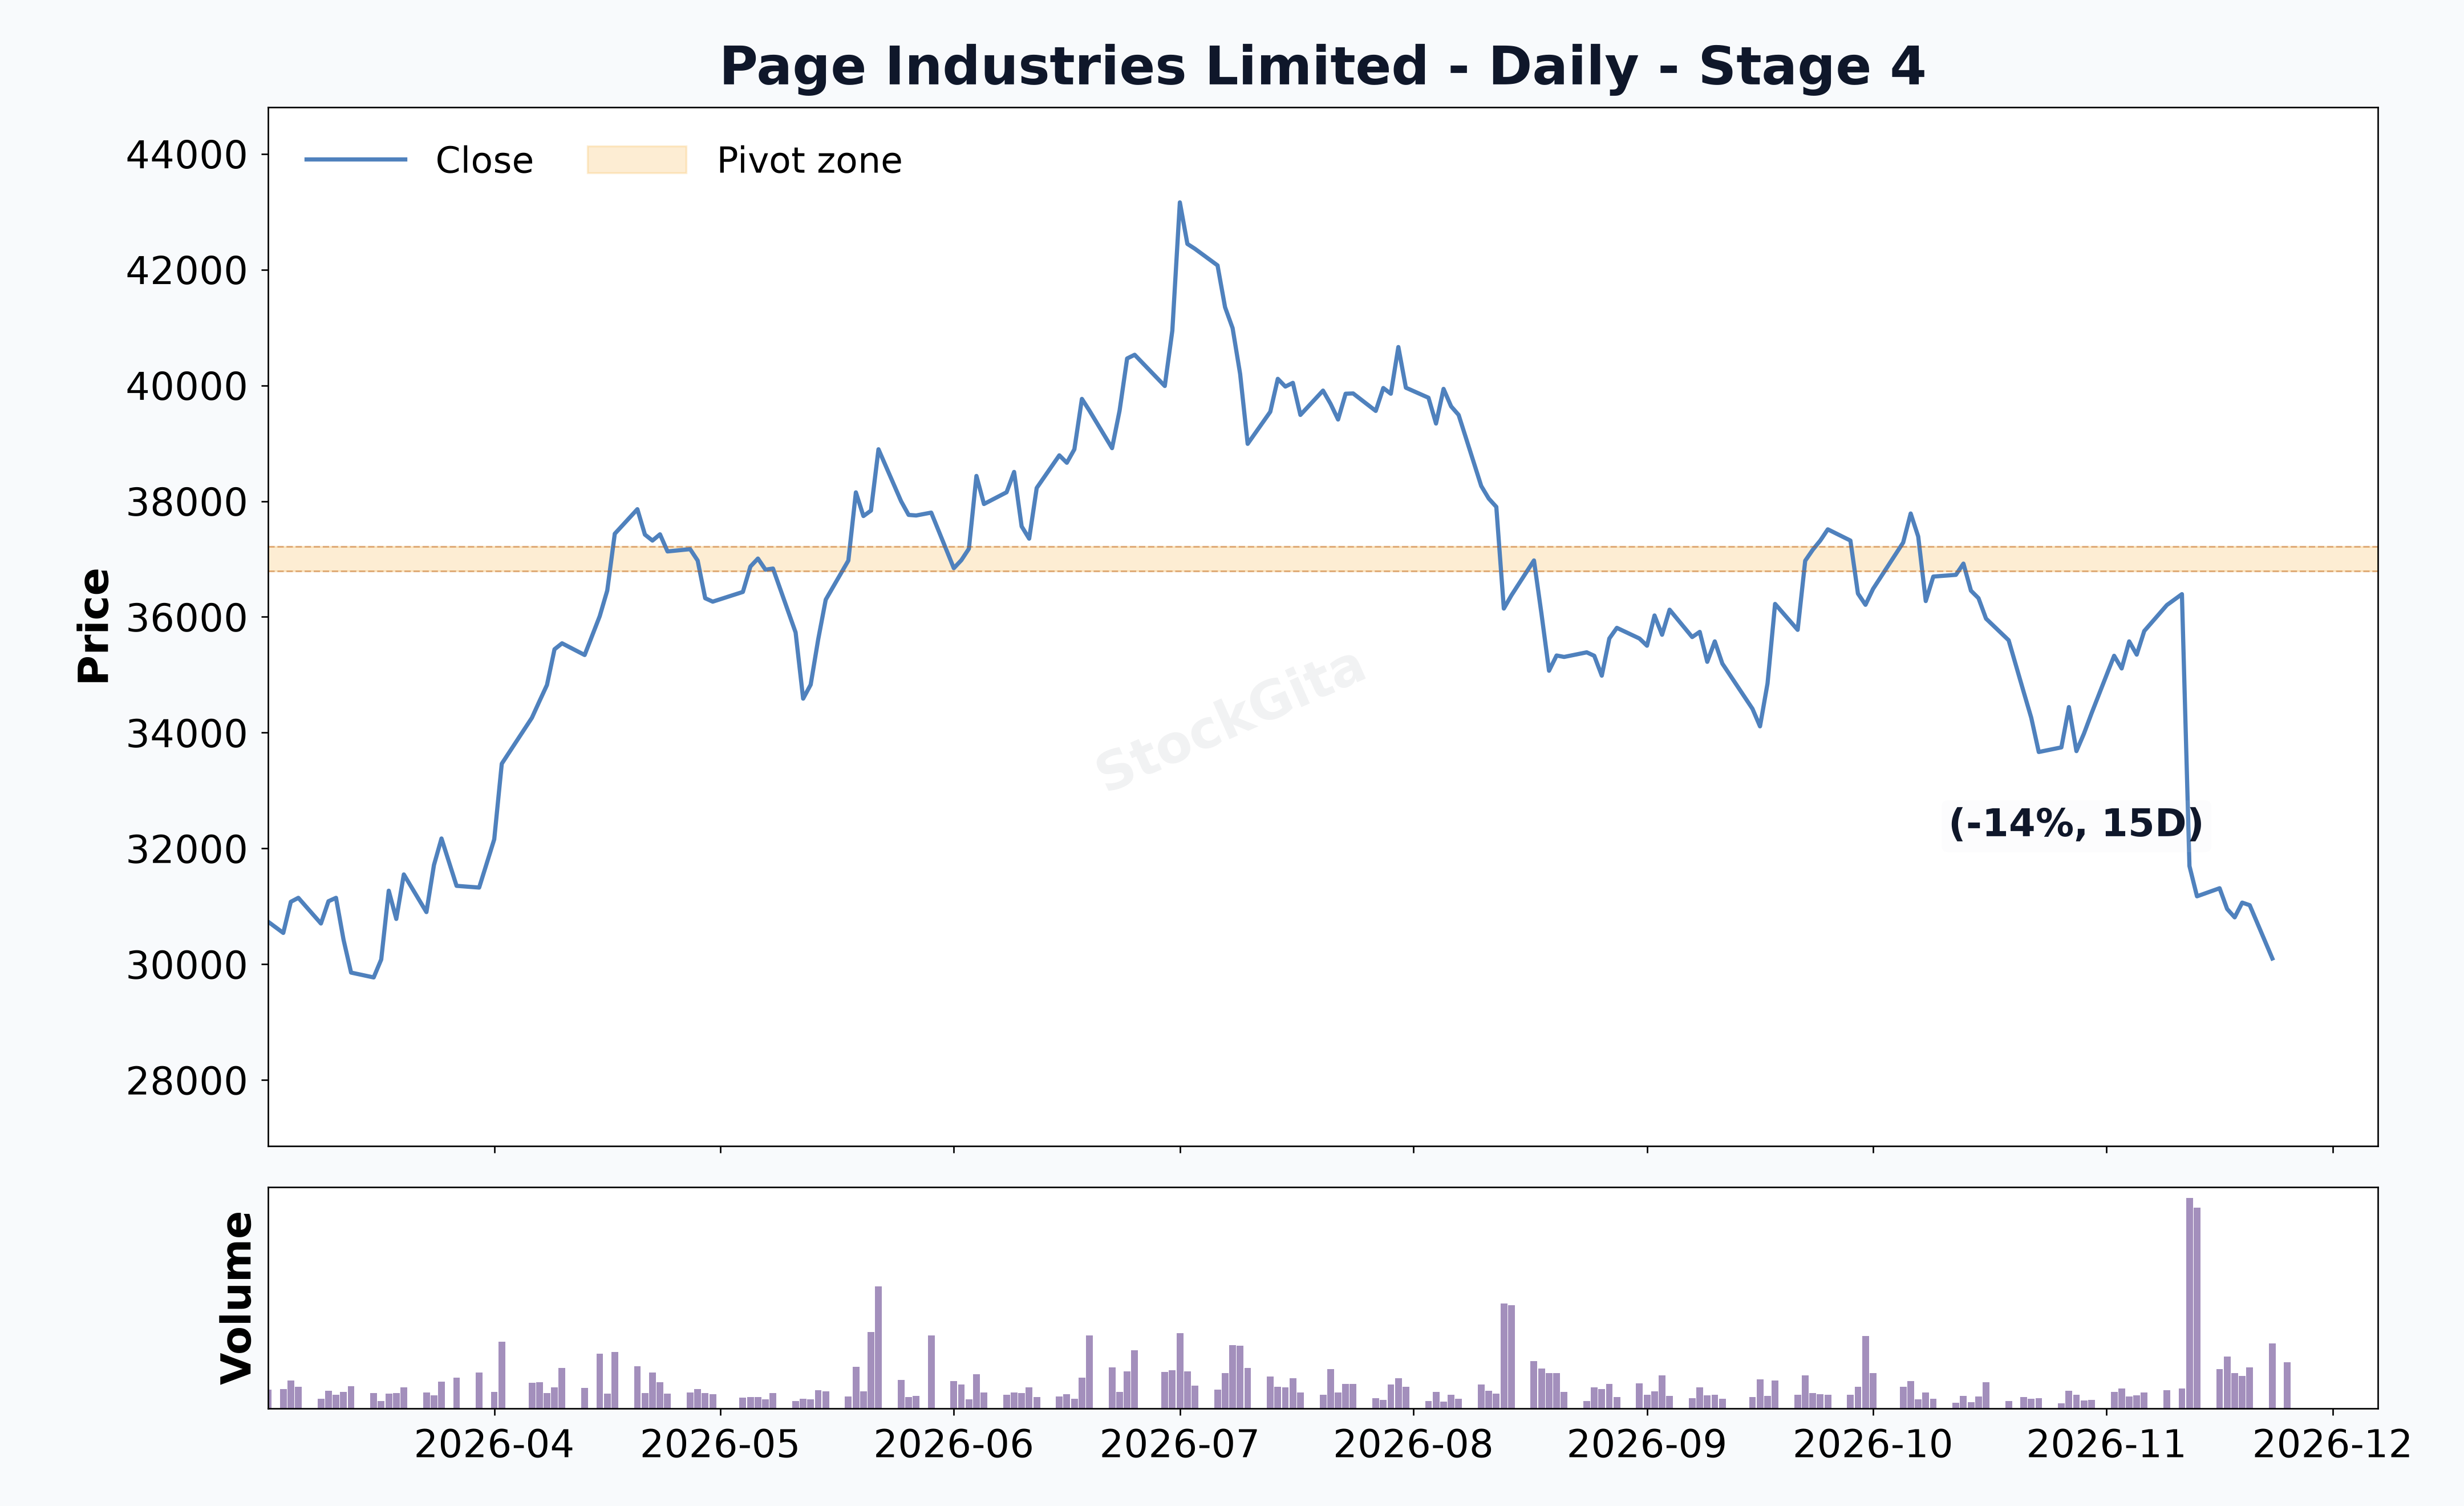 Page Industries Limited - Daily - Stage 4
Close
Pivot zone
44000
42000
40000
38000
36000
34000
32000
30000
28000
Price
StockGita
(-14%, 15D)
Volume
2026-04
2026-05
2026-06
2026-07
2026-08
2026-09
2026-10
2026-11
2026-12